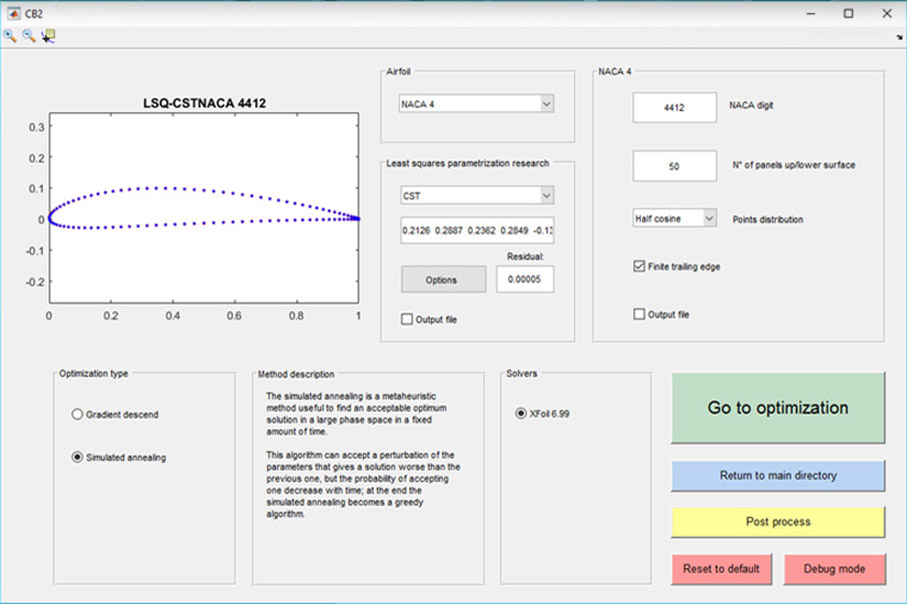 CB2
LSQ-CSTNACA 4412
0.3
0.2
0.1
0
-0.1
-0.2
0
0.2
0.4
0.6
0.8
1
Airfoil
NACA 4
Least squares parametrization research
CST
0.2126 0.2887 0.2362 0.2849 -0.13
Residual:
Options
0.00005
Output file
NACA 4
4412
NACA digit
50
N° of panels up/lower surface
Half cosine
Points distribution
Finite trailing edge
Output file
Optimization type
Gradient descend
Simulated annealing
Method description
The simulated annealing is a metaheristic
method useful to find an acceptable optimum
solution in a large phase space in a fixed
amount of time.
This algorithm can accept a perturbation of the
parameters that gives a solution worse than the
previous one, but the probability of accepting
one decrease with time; at the end the
simulated annealing becomes a greedy
algorithm.
Solvers
XFoil 6.99
Go to optimization
Return to main directory
Post process
Reset to default
Debug mode